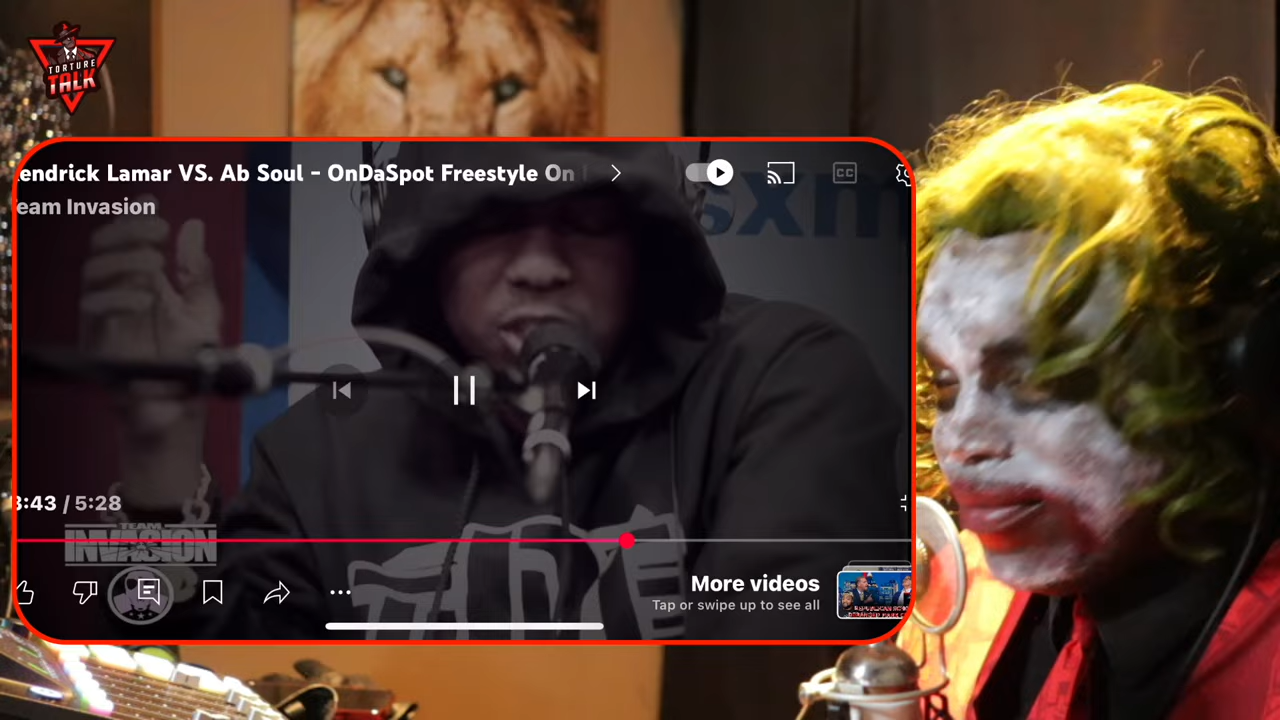 TORTURE
TALK
endrick Lamar VS. Ab Soul - OnDaSpot Freestyle On
eam Invasion
sxm
CC
3:43 / 5:28
TEAM
INVASION
More videos
Tap or swipe up to see all